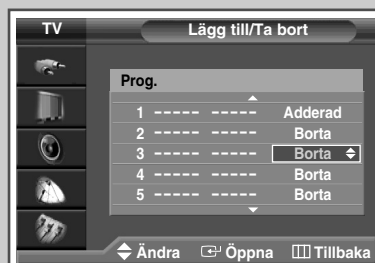 TV Lägg till/Ta bort
Prog.
1 ----- ----- Adderad
2 ----- ----- Borta
3 ----- ----- Borta
4 ----- ----- Borta
5 ----- ----- Borta
Ändra Öppna Tillbaka